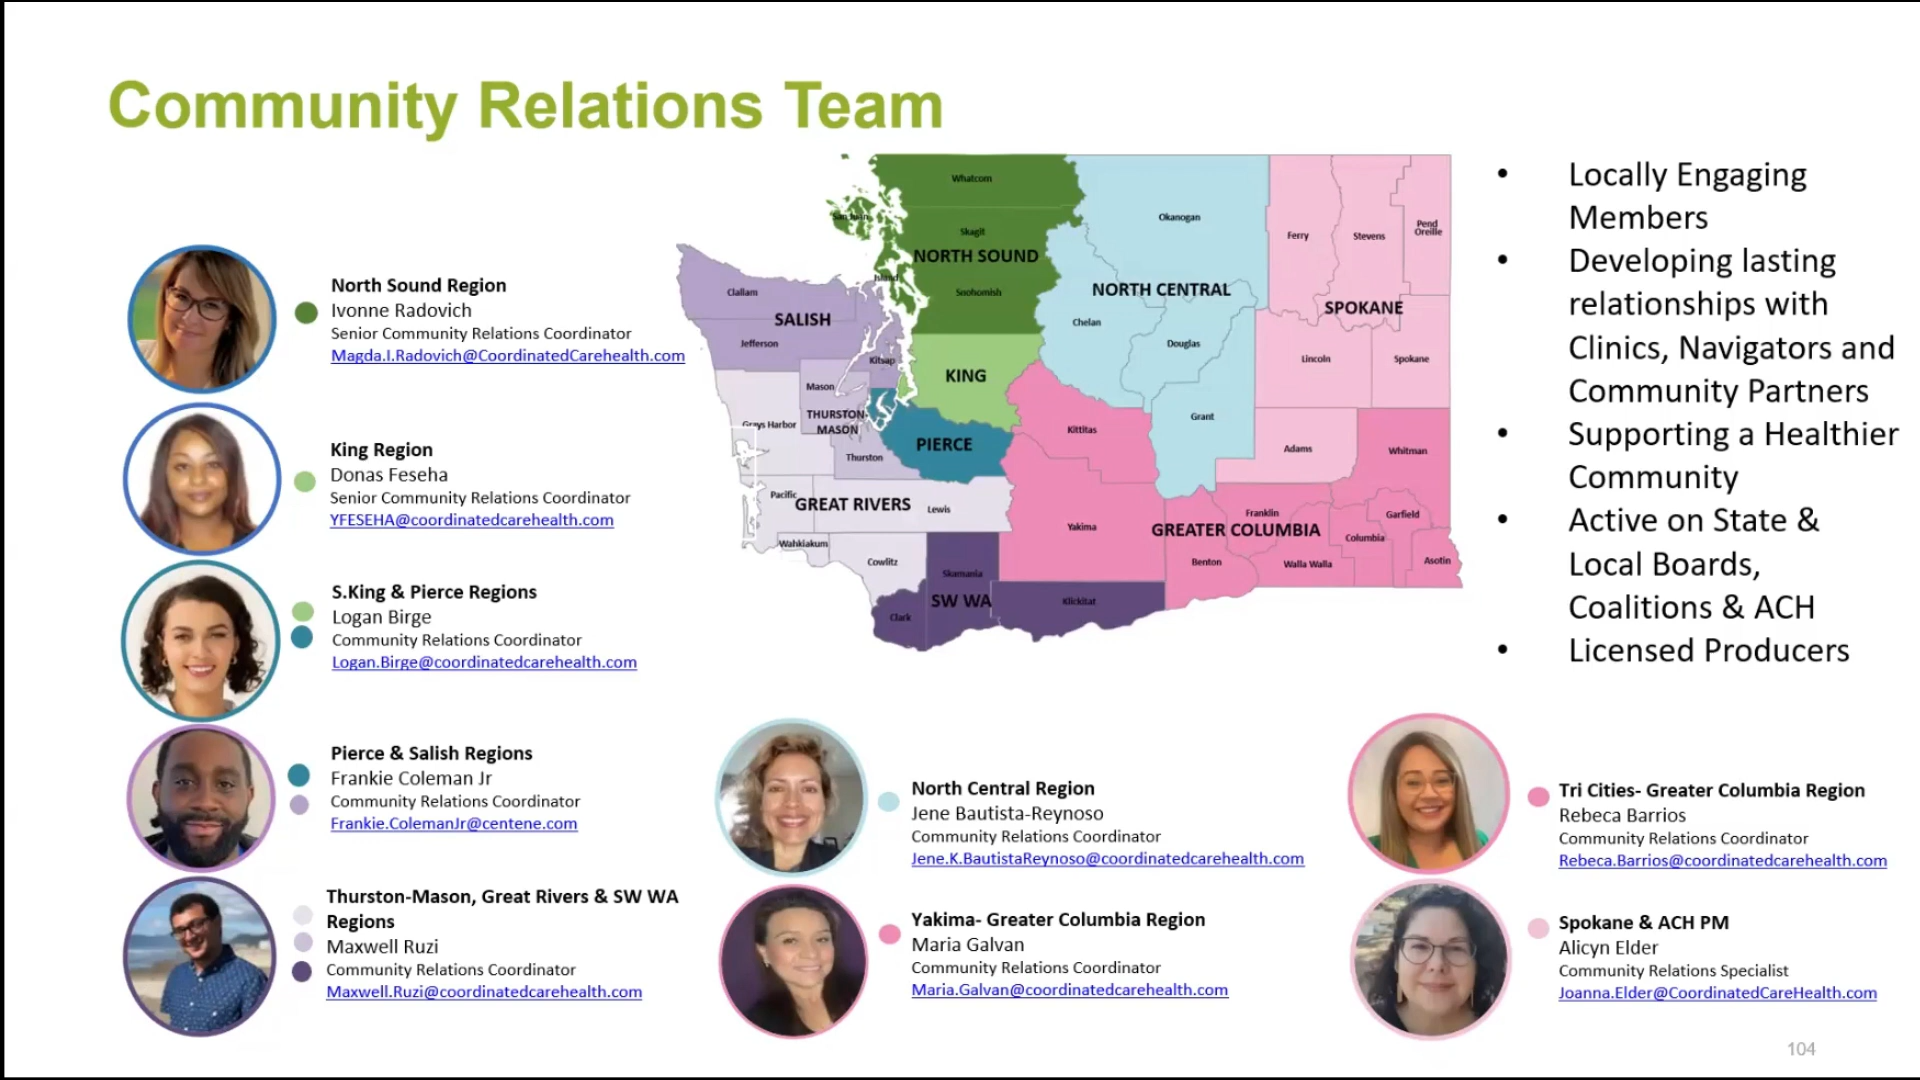 Community Relations Team
North Sound Region
Ivonne Radovich
Senior Community Relations Coordinator
Magda.I.Radovich@CoordinatedCarehealth.com
King Region
Donas Feseha
Senior Community Relations Coordinator
YFESEHA@coordinatedcarehealth.com
S.King & Pierce Regions
Logan Birge
Community Relations Coordinator
Logan.Birge@coordinatedcarehealth.com
Pierce & Salish Regions
Frankie Coleman Jr
Community Relations Coordinator
Frankie.ColemanJr@centene.com
Thurston-Mason, Great Rivers & SW WA
Regions
Maxwell Ruzi
Community Relations Coordinator
Maxwell.Ruzi@coordinatedcarehealth.com
Whatcom
San Juan
Skagit
NORTH SOUND
Island
Snohomish
Clallam
SALISH
Jefferson
Kitsap
KING
Mason
THURSTON-
MASON
Grays Harbor
Thurston
PIERCE
Pacific
GREAT RIVERS
Lewis
Wahkiakum
Cowlitz
Skamania
SW WA
Clark
Klickitat
Okanogan
NORTH CENTRAL
Chelan
Douglas
Grant
Ferry
Stevens
Pend
Oreille
SPOKANE
Lincoln
Spokane
Adams
Whitman
Kittitas
Yakima
GREATER COLUMBIA
Franklin
Benton
Walla Walla
Columbia
Garfield
Asotin
• Locally Engaging
Members
• Developing lasting
relationships with
Clinics, Navigators and
Community Partners
• Supporting a Healthier
Community
• Active on State &
Local Boards,
Coalitions & ACH
• Licensed Producers
North Central Region
Jene Bautista-Reynoso
Community Relations Coordinator
Jene.K.BautistaReynoso@coordinatedcarehealth.com
Yakima- Greater Columbia Region
Maria Galvan
Community Relations Coordinator
Maria.Galvan@coordinatedcarehealth.com
Tri Cities- Greater Columbia Region
Rebeca Barrios
Community Relations Coordinator
Rebeca.Barrios@coordinatedcarehealth.com
Spokane & ACH PM
Alicyn Elder
Community Relations Specialist
Joanna.Elder@CoordinatedCareHealth.com
104